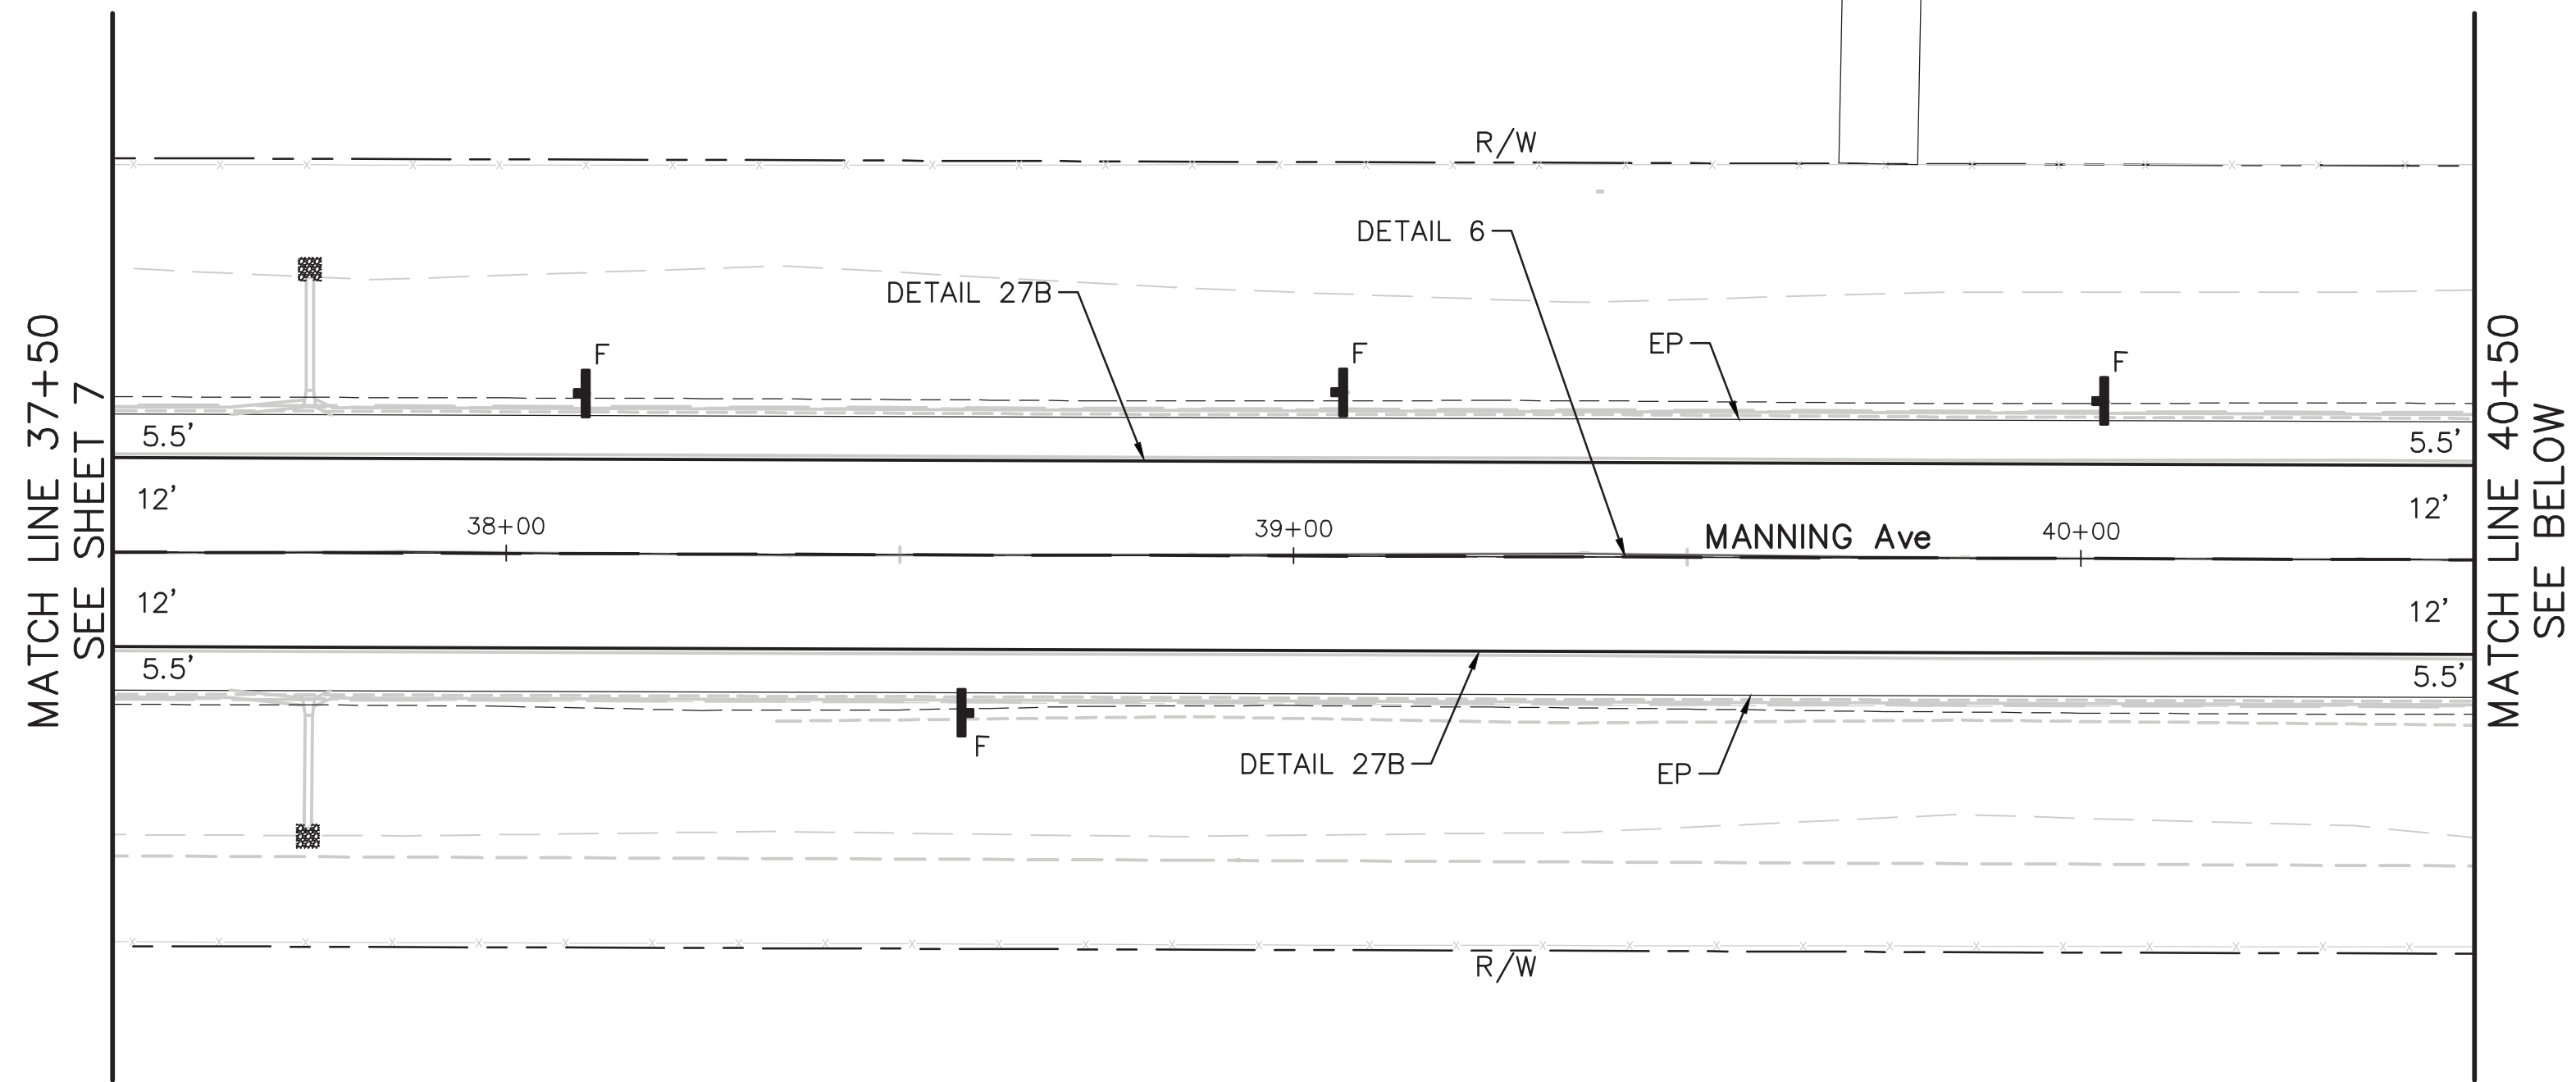 R/W
DETAIL 6
DETAIL 27B
EP
F
F
F
MATCH LINE 37+50
SEE SHEET 7
5.5’
5.5’
12’
12’
38+00
39+00
MANNING Ave
40+00
12’
12’
5.5’
5.5’
F
DETAIL 27B
EP
R/W
MATCH LINE 40+50
SEE BELOW